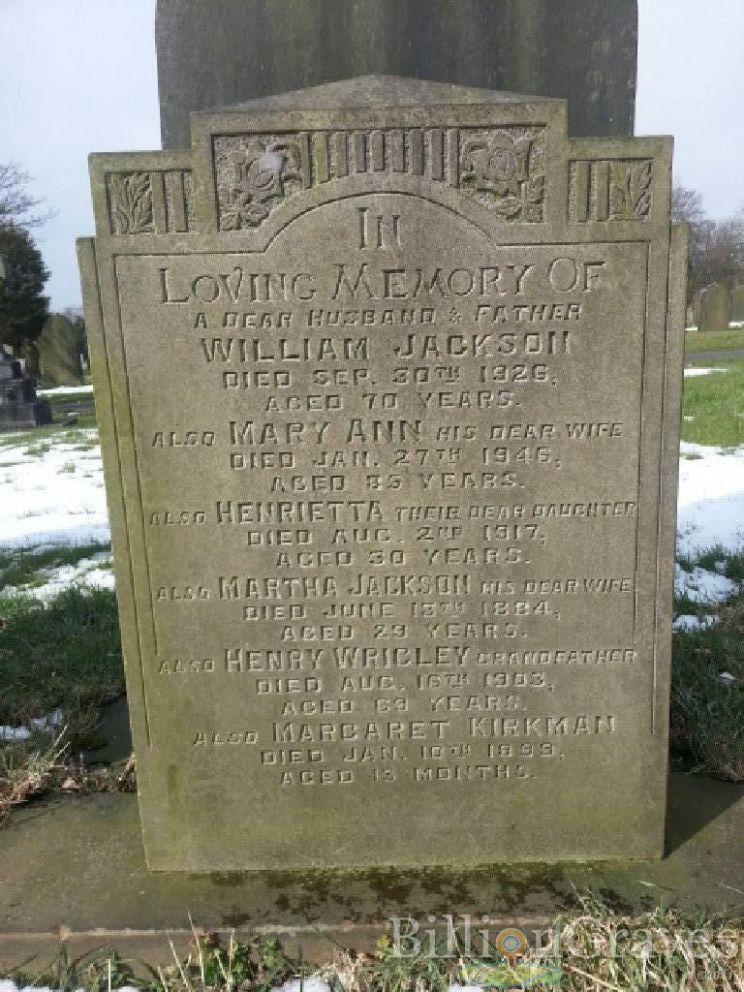 IN
LOVING MEMORY OF
A DEAR HUSBAND & FATHER
WILLIAM JACKSON
DIED SEP. 30TH 1926,
AGED 70 YEARS.
ALSO MARY ANN HIS DEAR WIFE
DIED JAN. 27TH 1946,
AGED 85 YEARS.
ALSO HENRIETTA THEIR DEAR DAUGHTER
DIED AUG. 2ND 1917,
AGED 30 YEARS.
ALSO MARTHA JACKSON HIS DEAR WIFE
DIED JUNE 1884,
AGED 29 YEARS.
ALSO HENRY WRIGLEY GRANDFATHER
DIED AUG. 16TH 1903,
AGED 69 YEARS.
ALSO MARGARET KIRKMAN
DIED JAN. 10TH 1899,
AGED 13 MONTHS.
BillionGraves